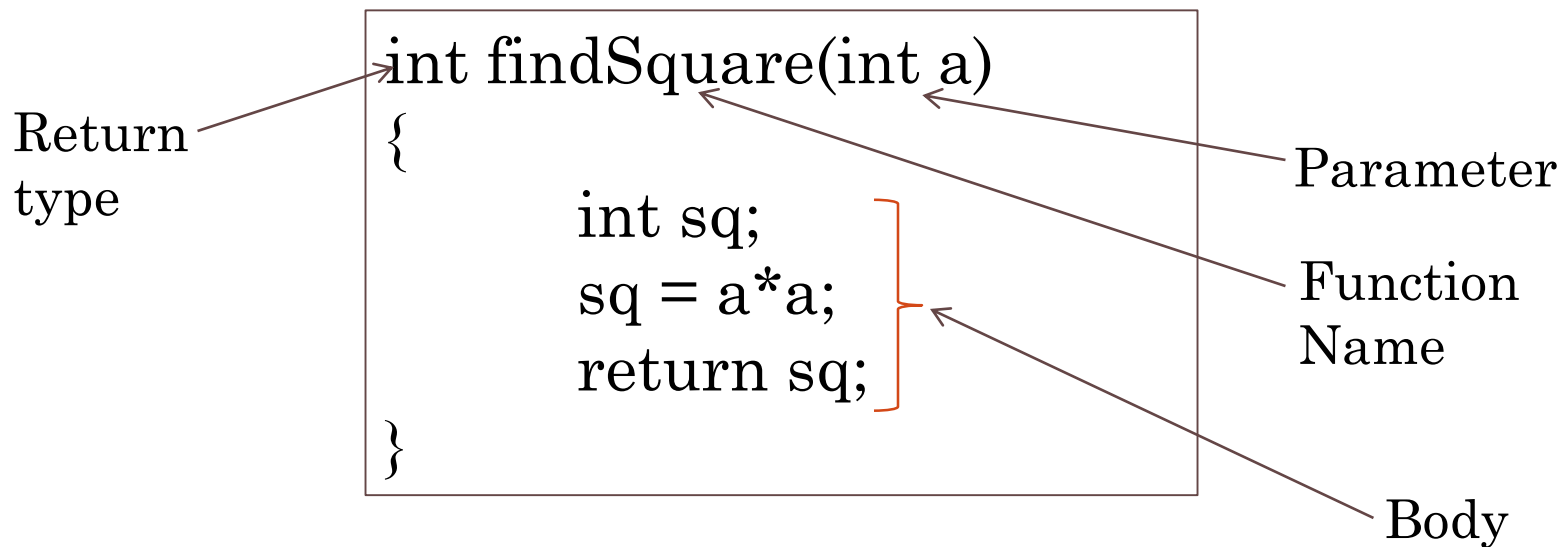 int findSquare(int a)
{
int sq;
sq = a*a;
return sq;
}
Return
type
Parameter
Function
Name
Body